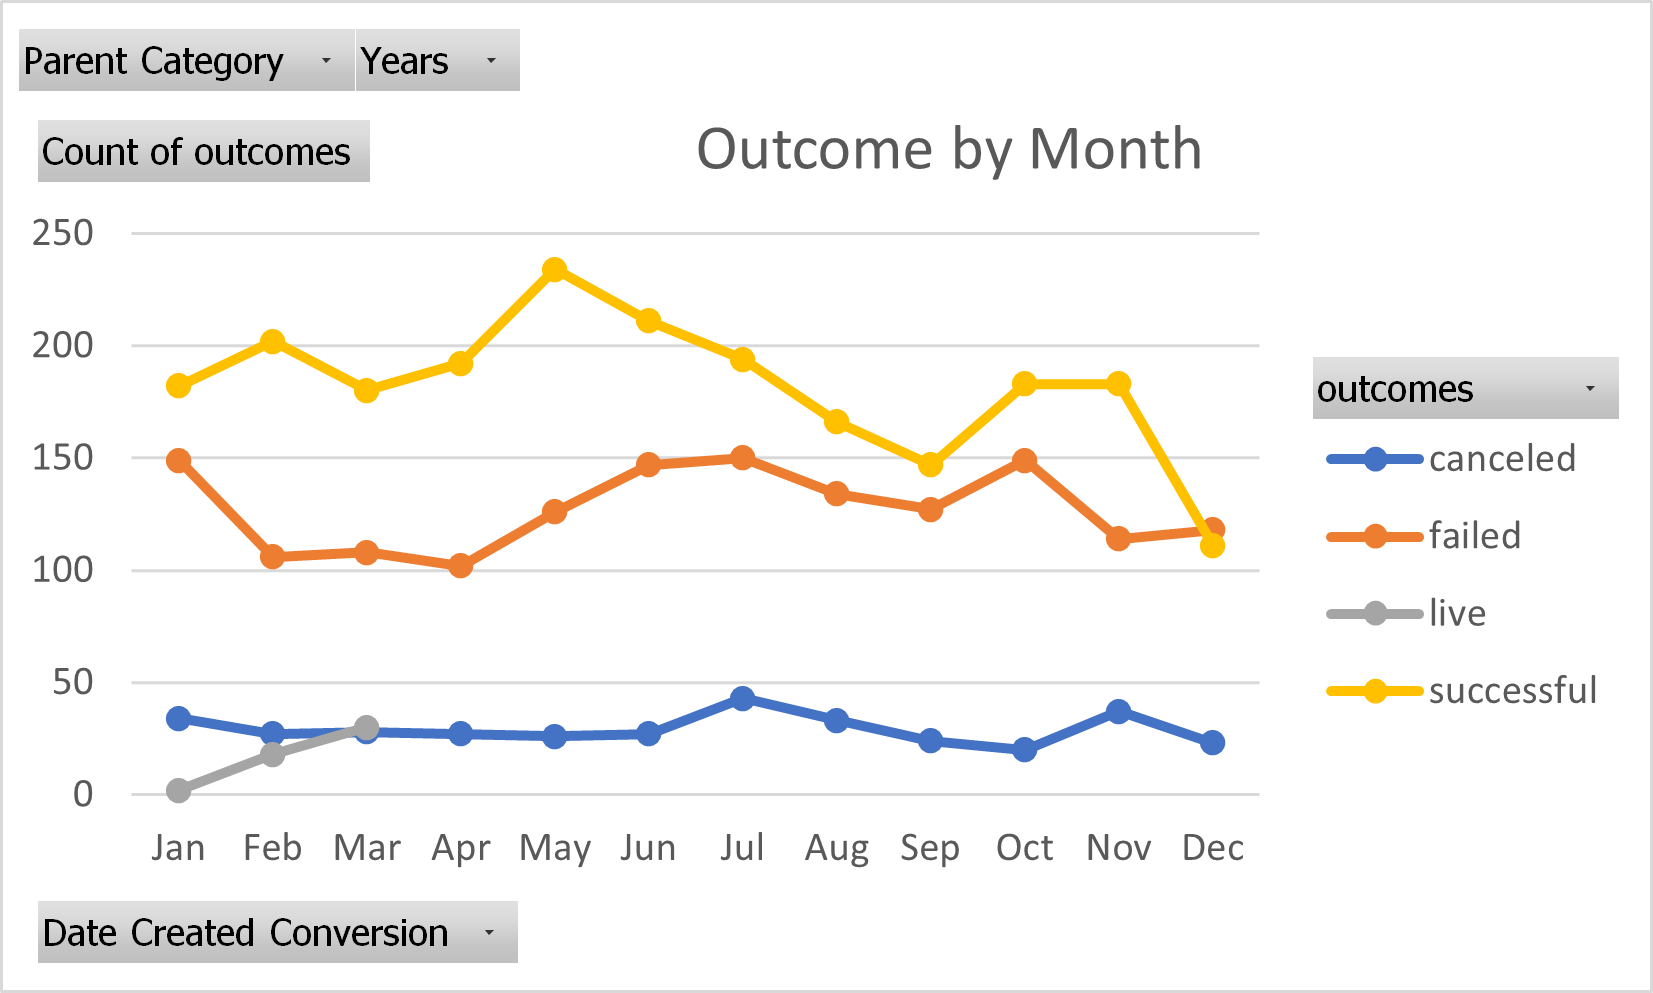 Parent Category Years
Count of outcomes
Outcome by Month
250
200
150
100
50
0
Jan Feb Mar Apr May Jun Jul Aug Sep Oct Nov Dec
outcomes
canceled
failed
live
successful
Date Created Conversion